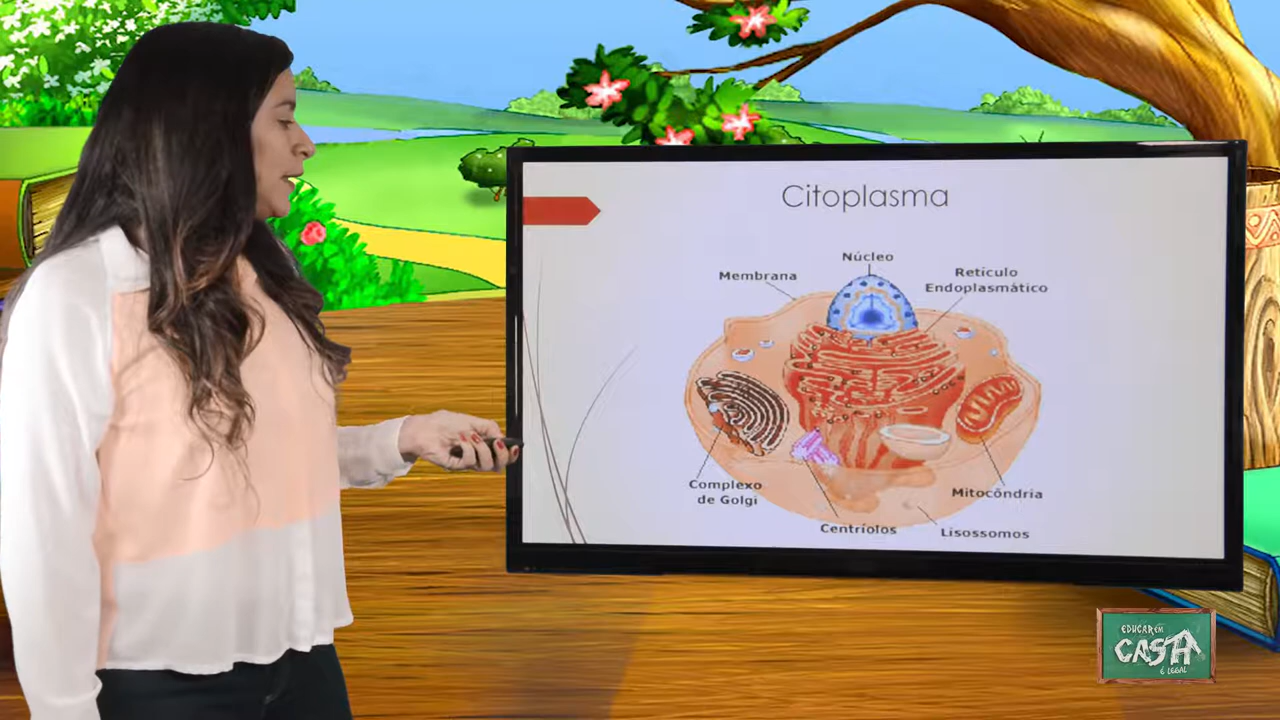 Citoplasma
Núcleo
Membrana
Retículo
Endoplasmático
Complexo
de Golgi
Mitocôndria
Centríolos
Lisossomos
EDUCAR EM
CASA
É LEGAL